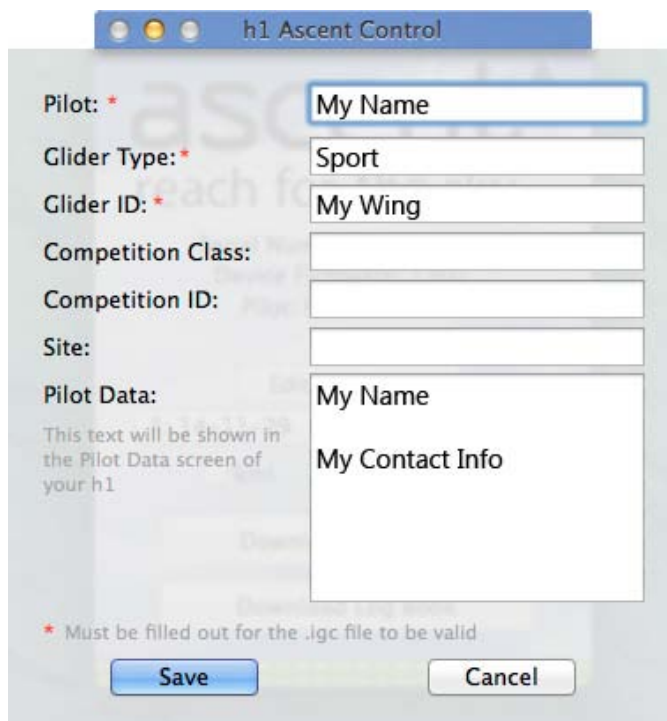 h1 Ascent Control
Pilot: * My Name
Glider Type:* Sport
Glider ID: * My Wing
Competition Class:
Competition ID:
Site:
Pilot Data: My Name
This text will be shown in
the Pilot Data screen of
your h1
My Contact Info
* Must be filled out for the .igc file to be valid
Save Cancel